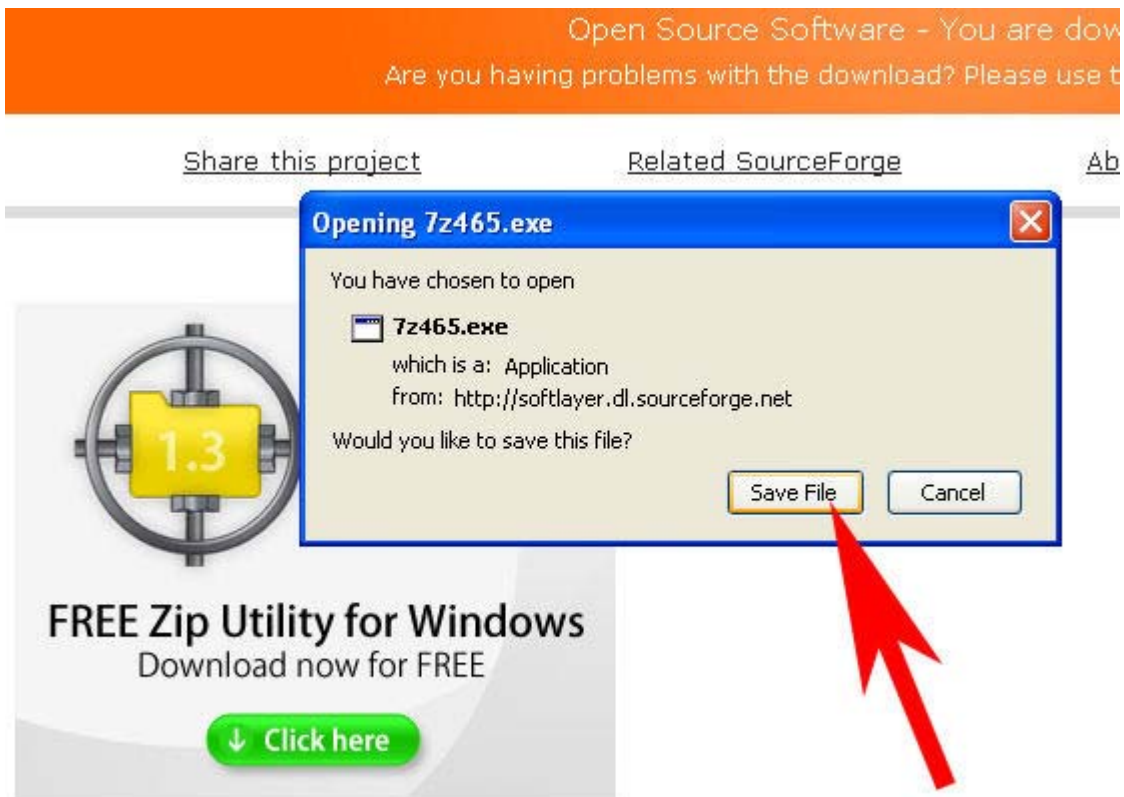 Open Source Software - You are dow
Are you having problems with the download? Please use t
Share this project
Related SourceForge
Ab
Opening 7z465.exe
You have chosen to open
7z465.exe
which is a: Application
from: http://softlayer.dl.sourceforge.net
Would you like to save this file?
Save File
Cancel
1.3
FREE Zip Utility for Windows
Download now for FREE
Click here